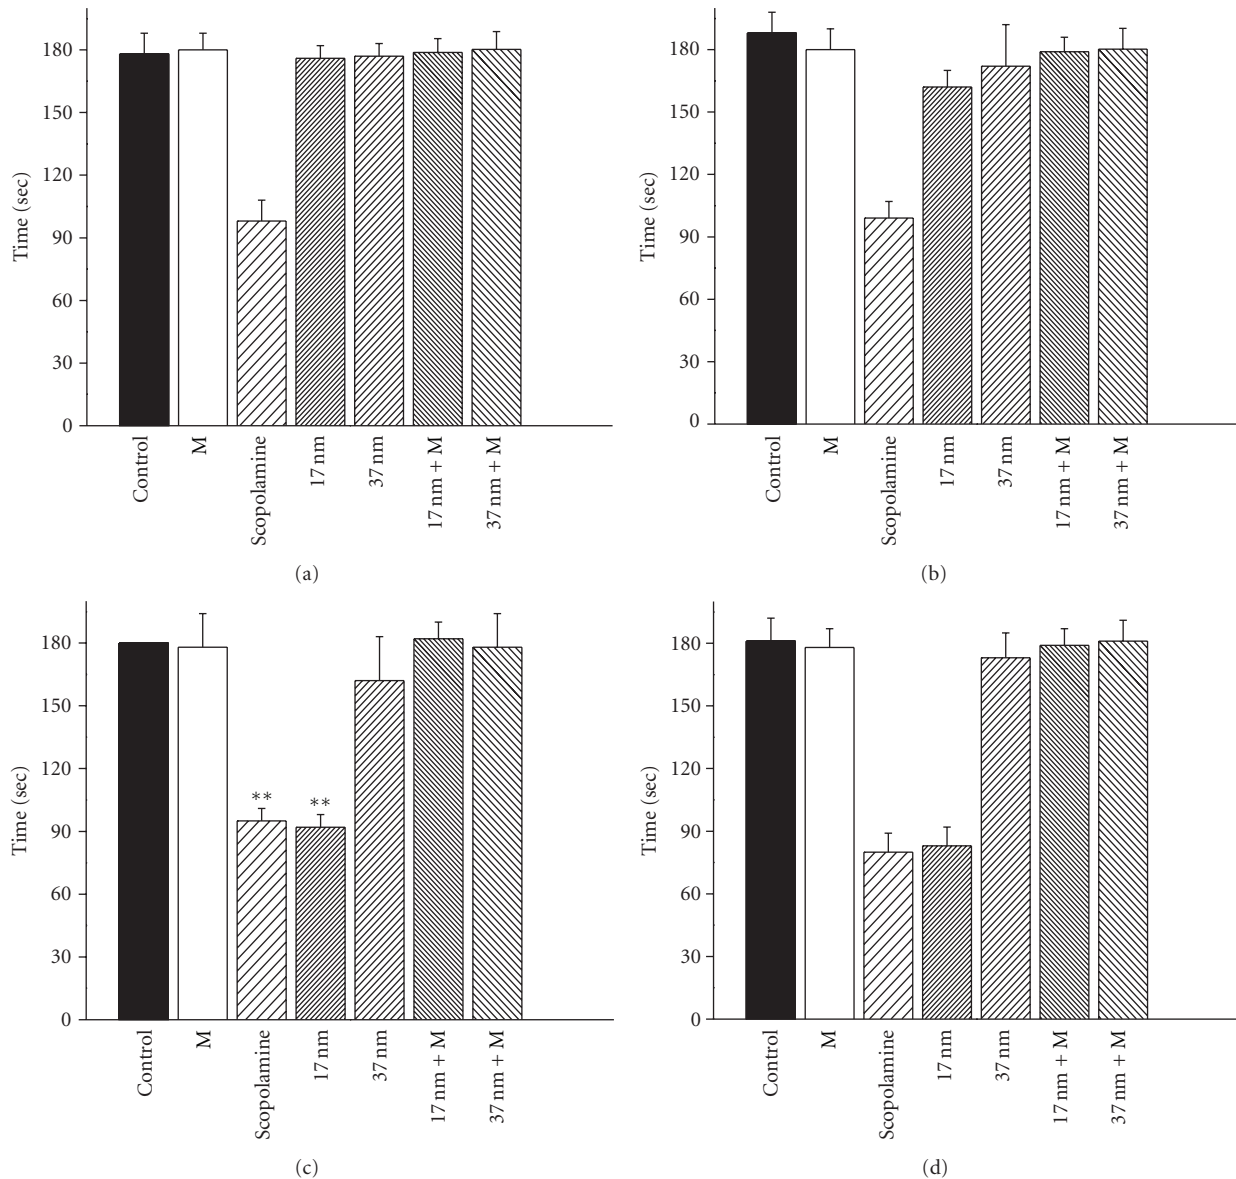 180
150
120
90
60
30
0
Time (sec)
Control
M
Scopolamine
17 nm
37 nm
17 nm + M
37 nm + M
(a)
180
150
120
90
60
30
0
Time (sec)
Control
M
Scopolamine
17 nm
37 nm
17 nm + M
37 nm + M
(b)
180
150
120
90
60
30
0
Time (sec)
**
**
Control
M
Scopolamine
17 nm
37 nm
17 nm + M
37 nm + M
(c)
180
150
120
90
60
30
0
Time (sec)
Control
M
Scopolamine
17 nm
37 nm
17 nm + M
37 nm + M
(d)